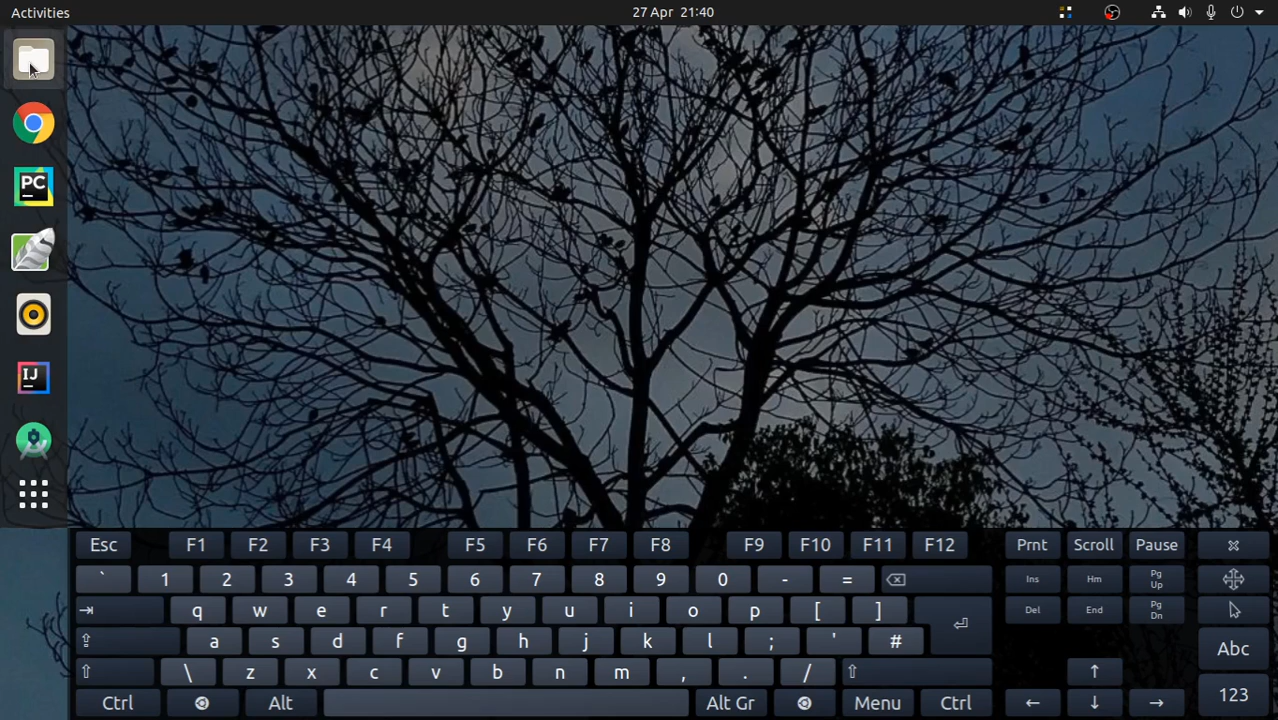 Activities
27 Apr 21:40
PC
IJ
Esc F1 F2 F3 F4 F5 F6 F7 F8 F9 F10 F11 F12 Prnt Scroll Pause
` 1 2 3 4 5 6 7 8 9 0 - = Ins Hm Pg Up
q w e r t y u i o p [ ] Del End Pg Dn
a s d f g h j k l ; ' # Abc
\ z x c v b n m , . /
Ctrl Alt Alt Gr Menu Ctrl 123